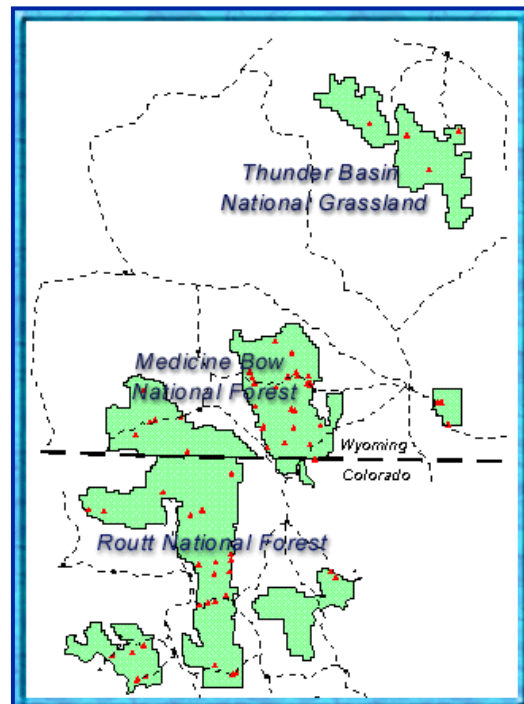 Thunder Basin
National Grassland
Medicine Bow
National Forest
Wyoming
Colorado
Routt National Forest